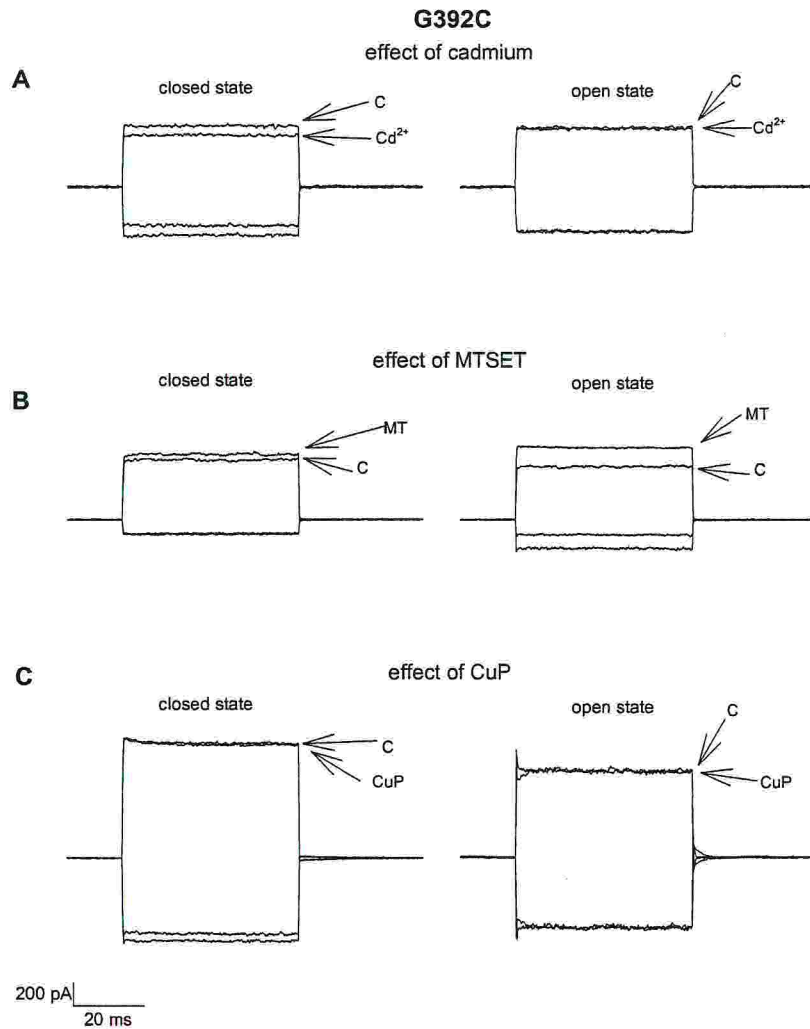 G392C
effect of cadmium
A
closed state
open state
C
Cd²⁺
C
Cd²⁺
effect of MTSET
B
closed state
open state
MT
C
MT
C
C
effect of CuP
closed state
open state
C
CuP
C
CuP
200 pA
20 ms